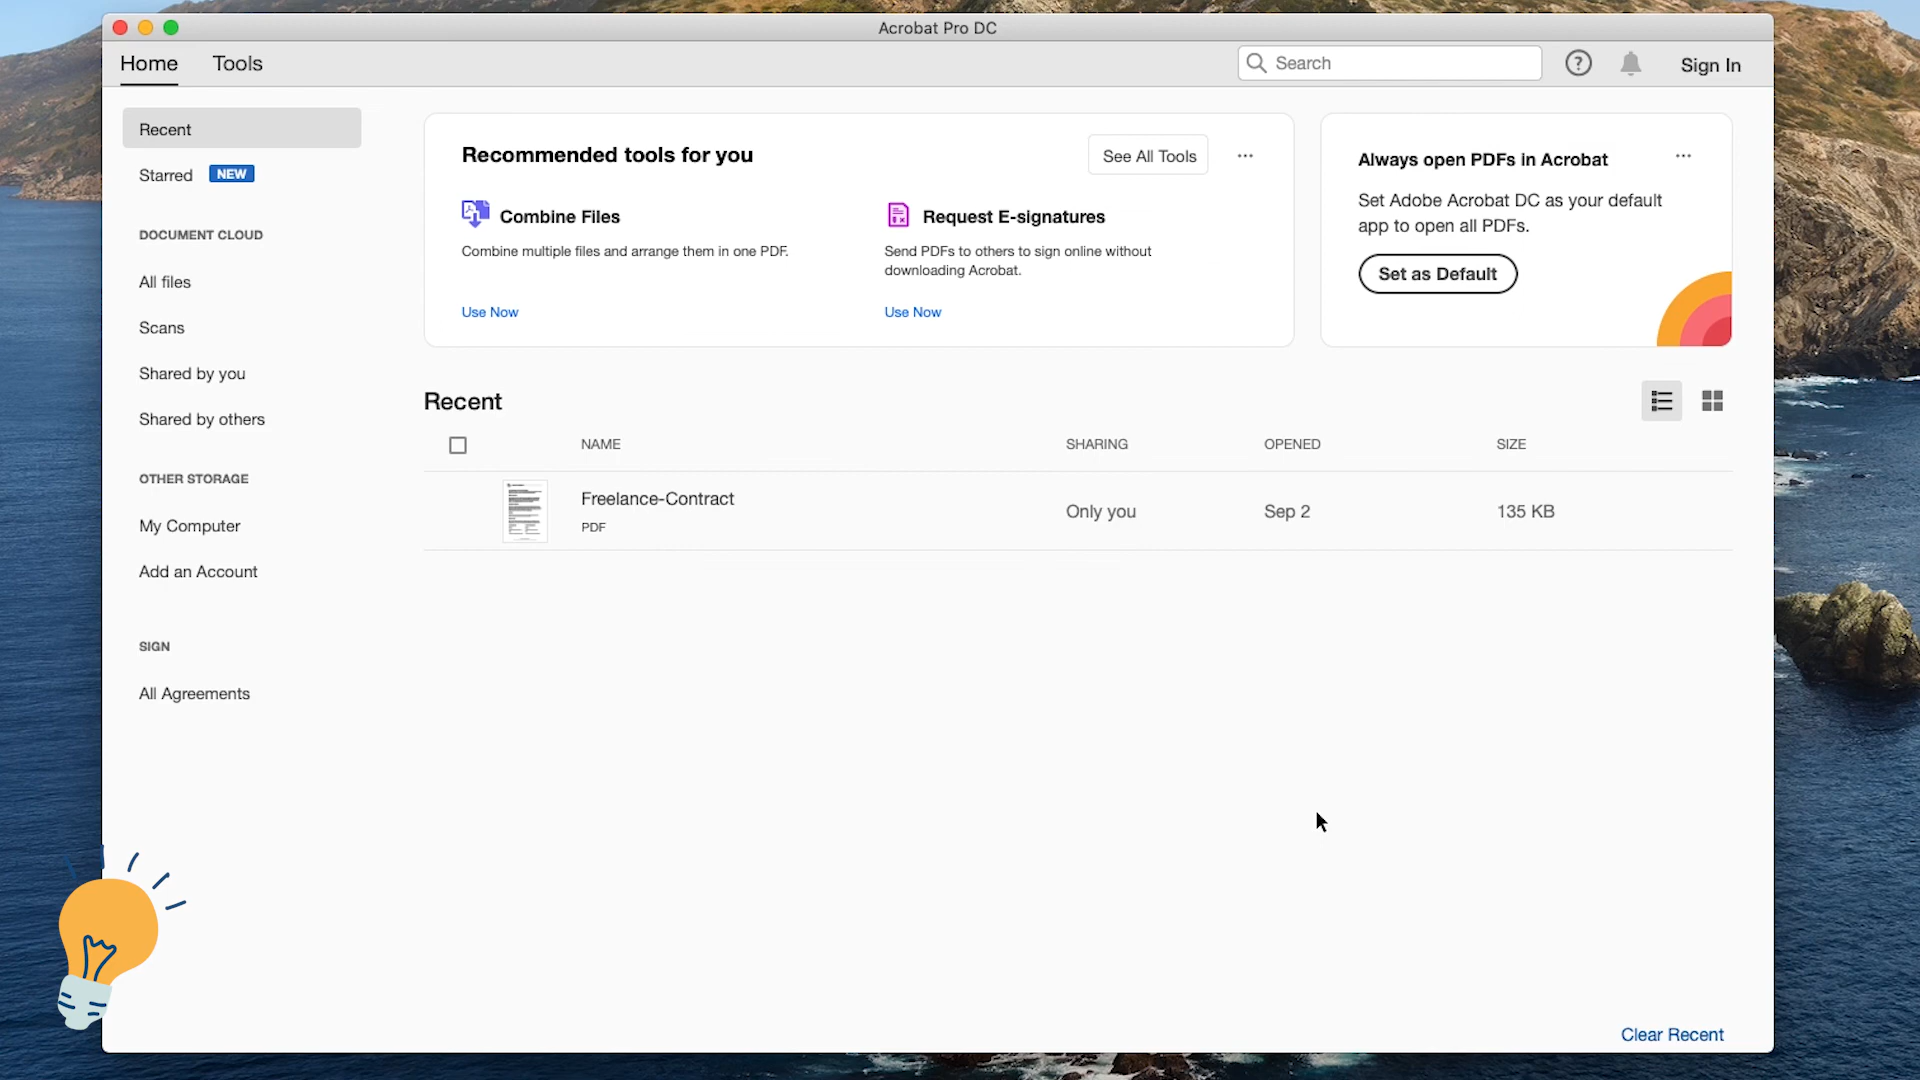 Acrobat Pro DC
Home
Tools
Search
Sign In
Recent
Starred NEW
DOCUMENT CLOUD
All files
Scans
Shared by you
Shared by others
OTHER STORAGE
My Computer
Add an Account
SIGN
All Agreements
Recommended tools for you
See All Tools
Combine Files
Combine multiple files and arrange them in one PDF.
Use Now
Request E-signatures
Send PDFs to others to sign online without
downloading Acrobat.
Use Now
Always open PDFs in Acrobat
Set Adobe Acrobat DC as your default
app to open all PDFs.
Set as Default
Recent
NAME SHARING OPENED SIZE
Freelance-Contract
PDF
Only you
Sep 2
135 KB
Clear Recent